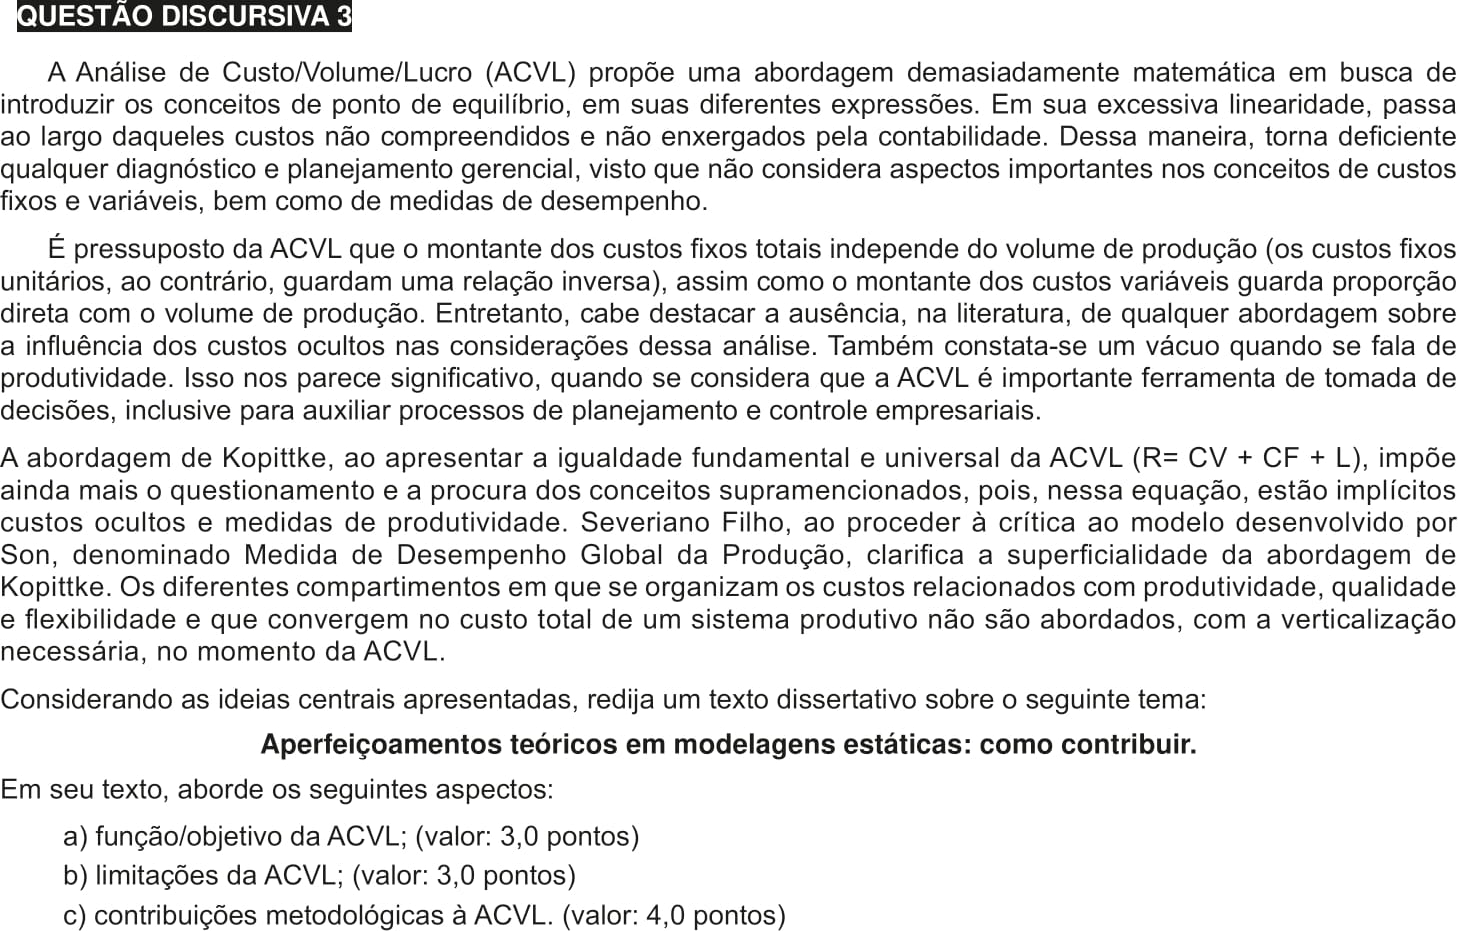 QUESTÃO DISCURSIVA 3
A Análise de Custo/Volume/Lucro (ACVL) propõe uma abordagem demasiadamente matemática em busca de
introduzir os conceitos de ponto de equilíbrio, em suas diferentes expressões. Em sua excessiva linearidade, passa
ao largo daqueles custos não compreendidos e não enxergados pela contabilidade. Dessa maneira, torna deficiente
qualquer diagnóstico e planejamento gerencial, visto que não considera aspectos importantes nos conceitos de custos
fixos e variáveis, bem como de medidas de desempenho.
É pressuposto da ACVL que o montante dos custos fixos totais independe do volume de produção (os custos fixos
unitários, ao contrário, guardam uma relação inversa), assim como o montante dos custos variáveis guarda proporção
direta com o volume de produção. Entretanto, cabe destacar a ausência, na literatura, de qualquer abordagem sobre
a influência dos custos ocultos nas considerações dessa análise. Também constata-se um vácuo quando se fala de
produtividade. Isso nos parece significativo, quando se considera que a ACVL é importante ferramenta de tomada de
decisões, inclusive para auxiliar processos de planejamento e controle empresariais.
A abordagem de Kopittke, ao apresentar a igualdade fundamental e universal da ACVL (R= CV + CF + L), impõe
ainda mais o questionamento e a procura dos conceitos supramencionados, pois, nessa equação, estão implícitos
custos ocultos e medidas de produtividade. Severiano Filho, ao proceder à crítica ao modelo desenvolvido por
Son, denominado Medida de Desempenho Global da Produção, clarifica a superficialidade da abordagem de
Kopittke. Os diferentes compartimentos em que se organizam os custos relacionados com produtividade, qualidade
e flexibilidade e que convergem no custo total de um sistema produtivo não são abordados, com a verticalização
necessária, no momento da ACVL.
Considerando as ideias centrais apresentadas, redija um texto dissertativo sobre o seguinte tema:
Aperfeiçoamentos teóricos em modelagens estáticas: como contribuir.
Em seu texto, aborde os seguintes aspectos:
a) função/objetivo da ACVL; (valor: 3,0 pontos)
b) limitações da ACVL; (valor: 3,0 pontos)
c) contribuições metodológicas à ACVL. (valor: 4,0 pontos)